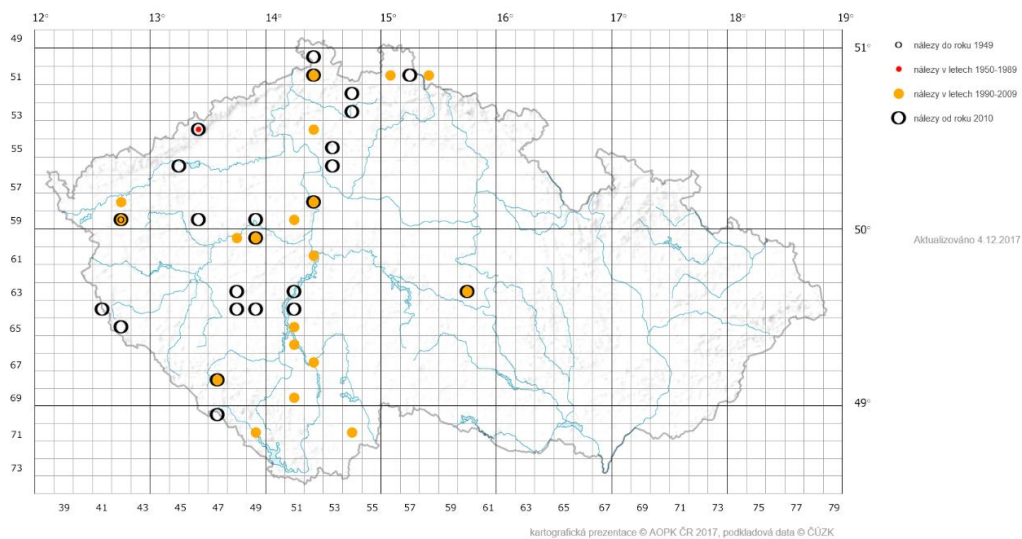 12° 13° 14° 15° 16° 17° 18° 19°
49 51°
51
53
55
57
59 50°
61
63
65
67
69 49°
71
73
39 41 43 45 47 49 51 53 55 57 59 61 63 65 67 69 71 73 75 77 79
nálezy do roku 1949
nálezy v letech 1950-1989
nálezy v letech 1990-2009
nálezy od roku 2010
Aktualizováno 4.12.2017
kartografická prezentace © AOPK ČR 2017, podkladová data © ČÚZK